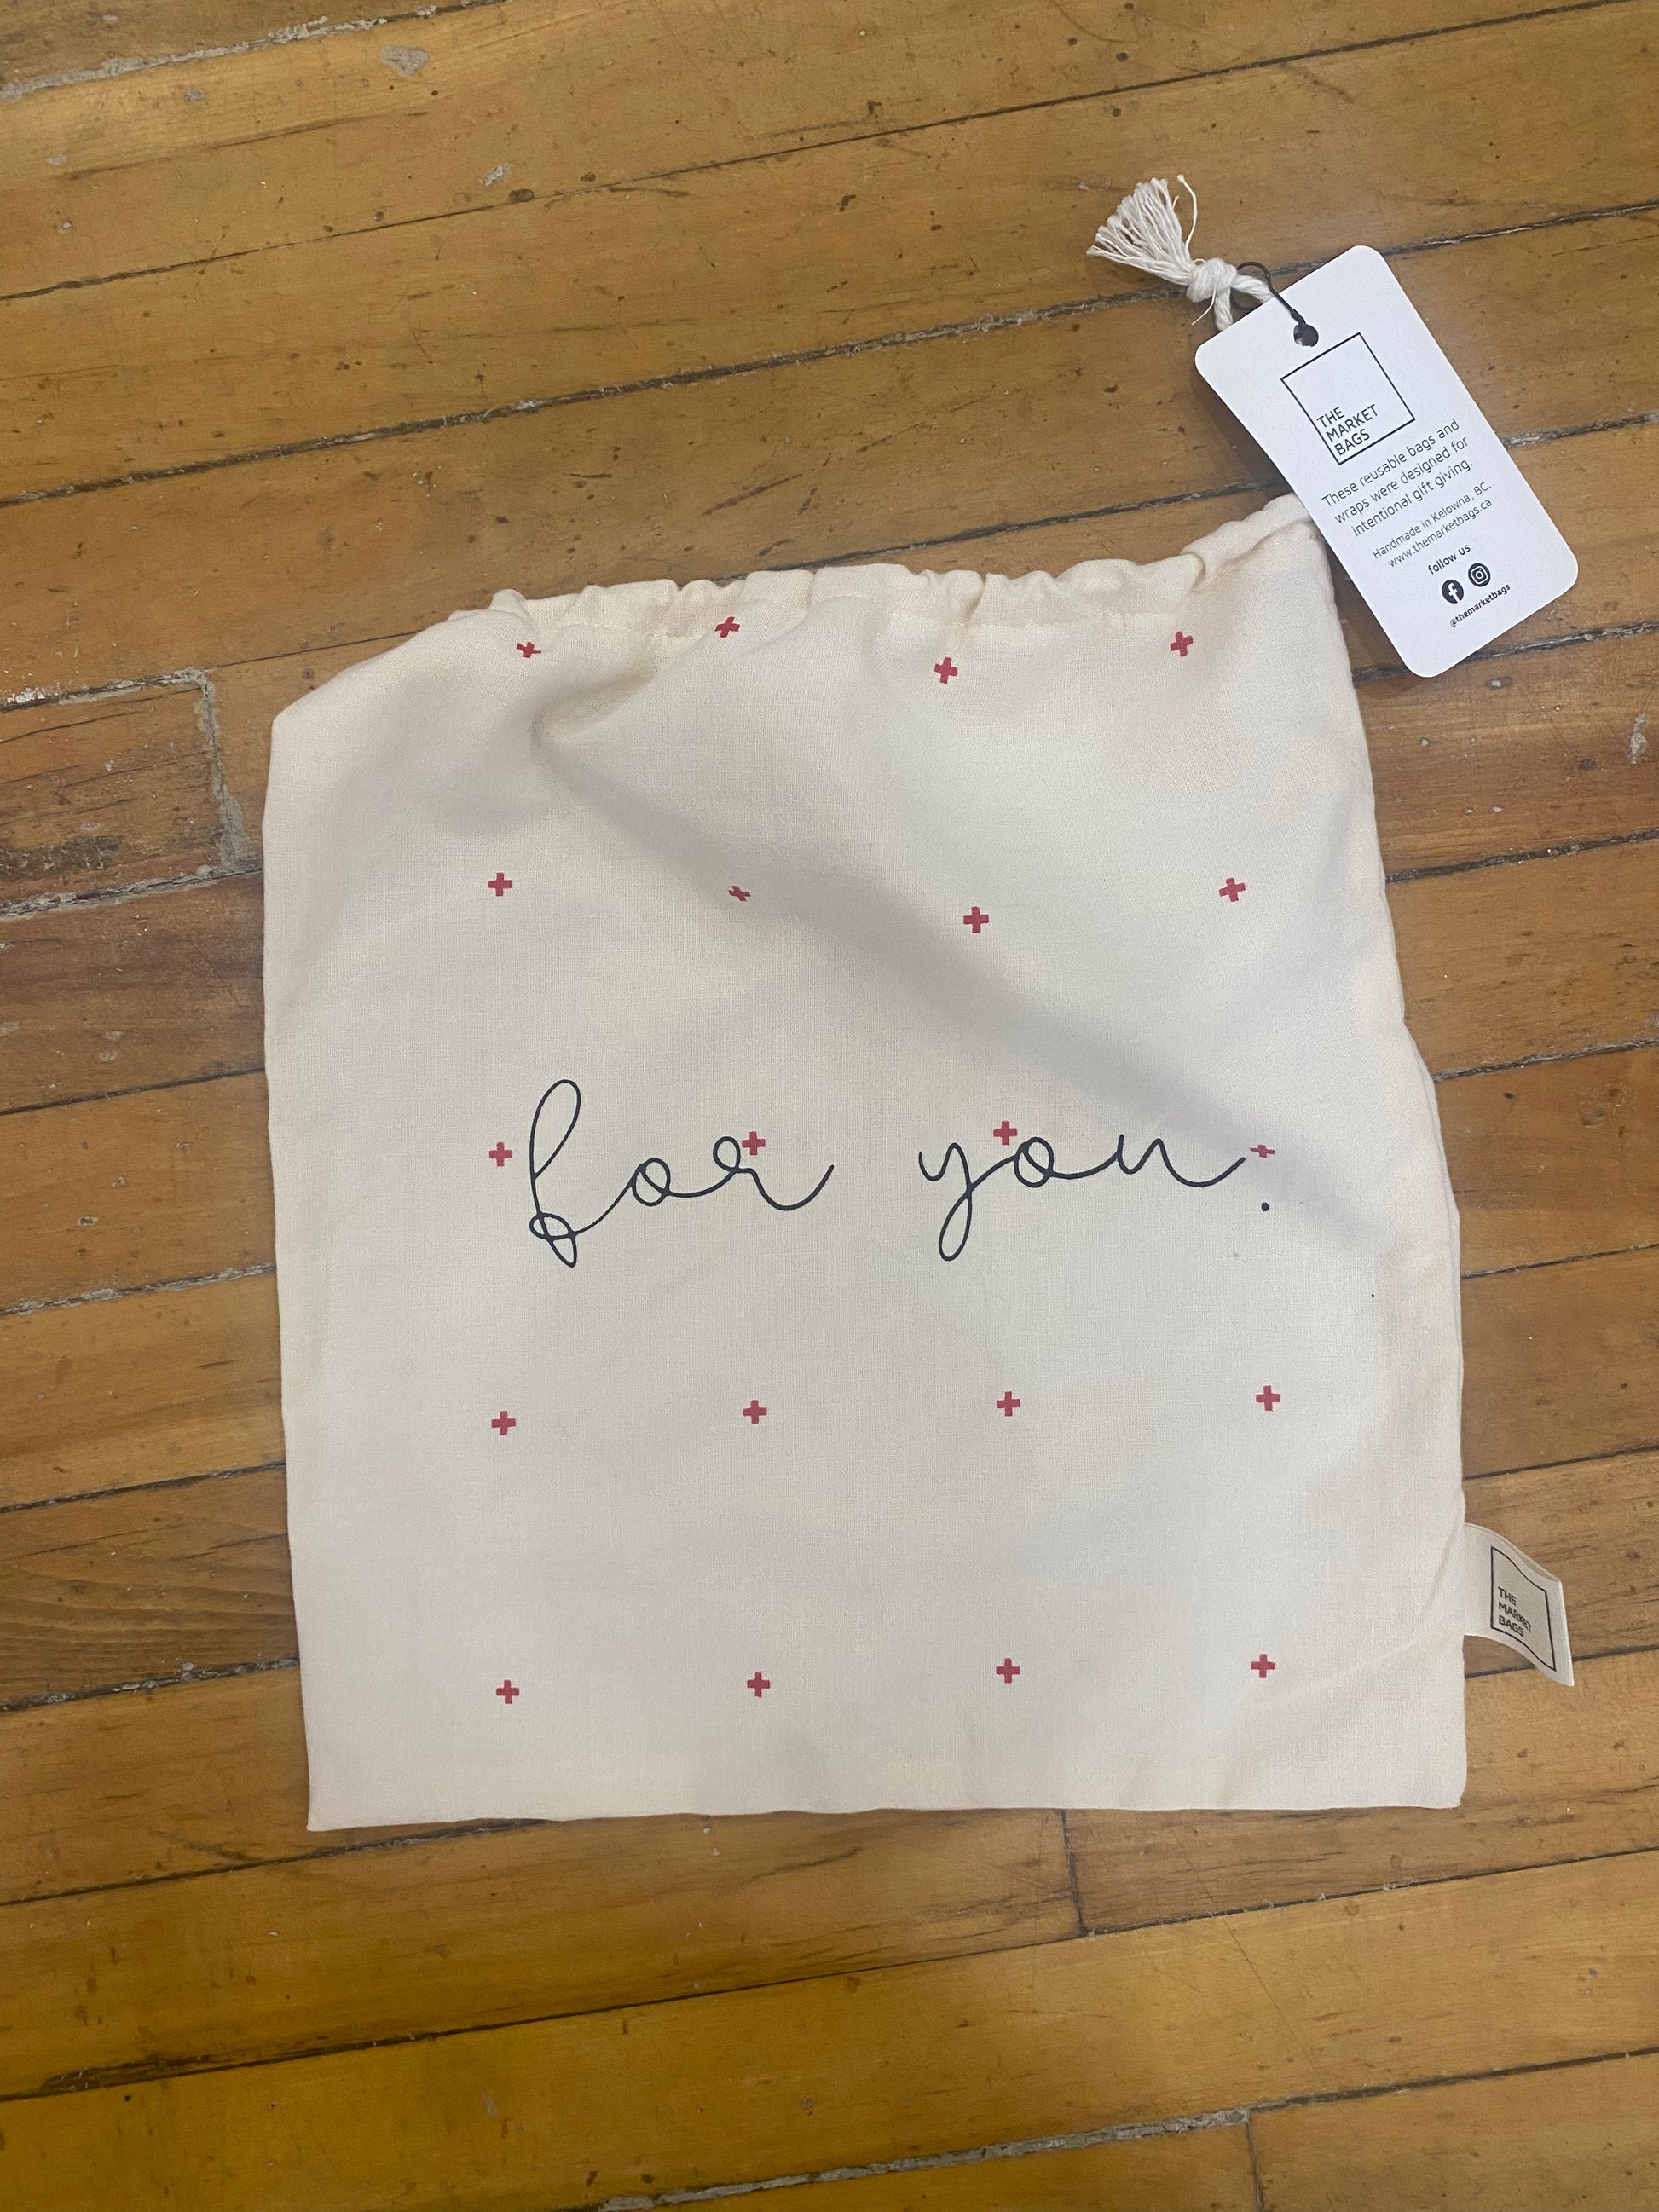 THE
MARKET
BAGS
These reusable bags and
wraps were designed for
intentional gift giving.
Handmade in Kelowna, BC.
www.themarketbags.ca
follow us
@themarketbags
for you.
THE
MARKET
BAGS